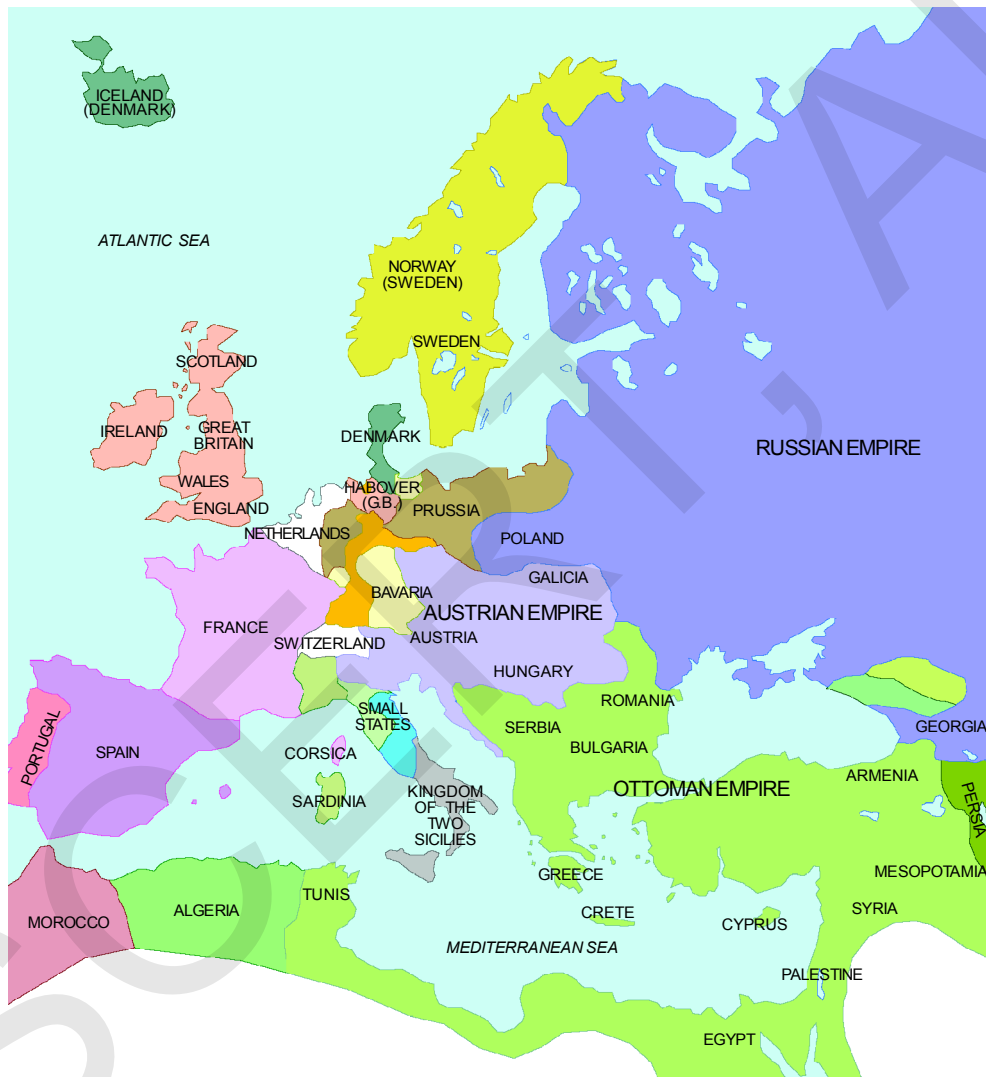 ICELAND
(DENMARK)
ATLANTIC SEA
NORWAY
(SWEDEN)
SWEDEN
SCOTLAND
IRELAND
GREAT
BRITAIN
WALES
ENGLAND
DENMARK
HABOVER
(G.B.)
PRUSSIA
NETHERLANDS
RUSSIAN EMPIRE
POLAND
GALICIA
BAVARIA
AUSTRIAN EMPIRE
FRANCE
SWITZERLAND
AUSTRIA
HUNGARY
ROMANIA
SMALL
STATES
SERBIA
BULGARIA
GEORGIA
PORTUGAL
SPAIN
CORSICA
SARDINIA
KINGDOM
OF THE
TWO
SICILIES
OTTOMAN EMPIRE
ARMENIA
PERSIA
GREECE
MESOPOTAMIA
TUNIS
ALGERIA
MOROCCO
CRETE
CYPRUS
SYRIA
MEDITERRANEAN SEA
PALESTINE
EGYPT
SCERT, A